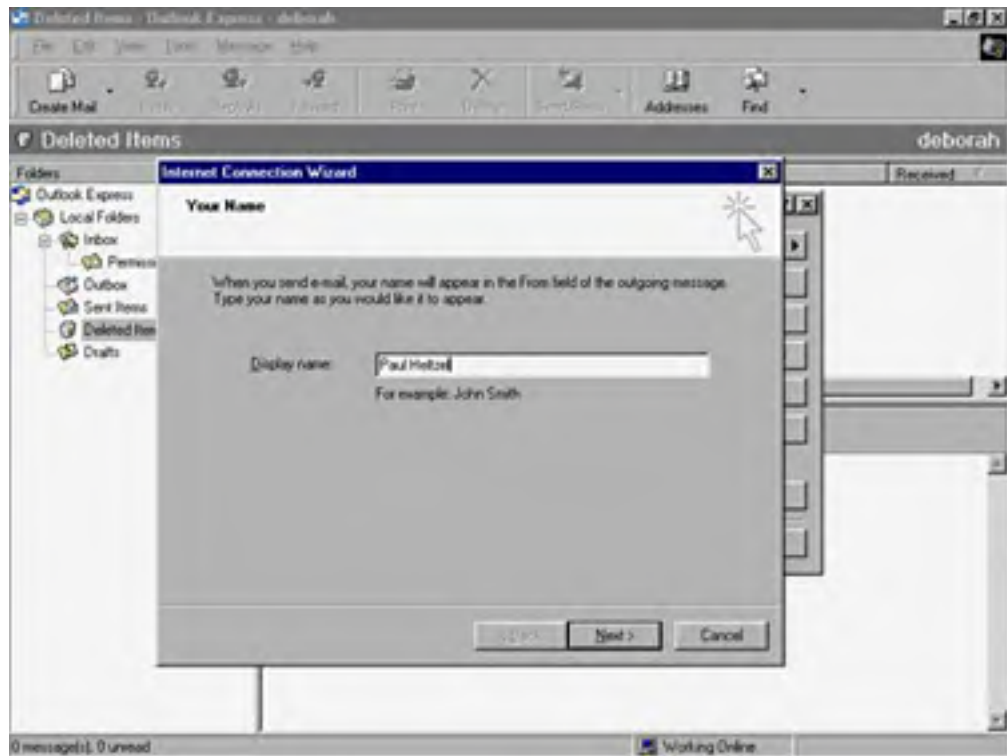 Deleted Items - Outlook Express - deborah
File Edit View Tools Message Help
Create Mail Addresses Find
Deleted Items deborah
Folders
Received
Outlook Express
Local Folders
Inbox
Outbox
Sent Items
Deleted Iten
Drafts
Internet Connection Wizard
Your Name
When you send e-mail, your name will appear in the From field of the outgoing message.
Type your name as you would like it to appear.
Display name: Paul Heltzel
For example: John Smith
Next > Cancel
0 message(s), 0 unread Working Online